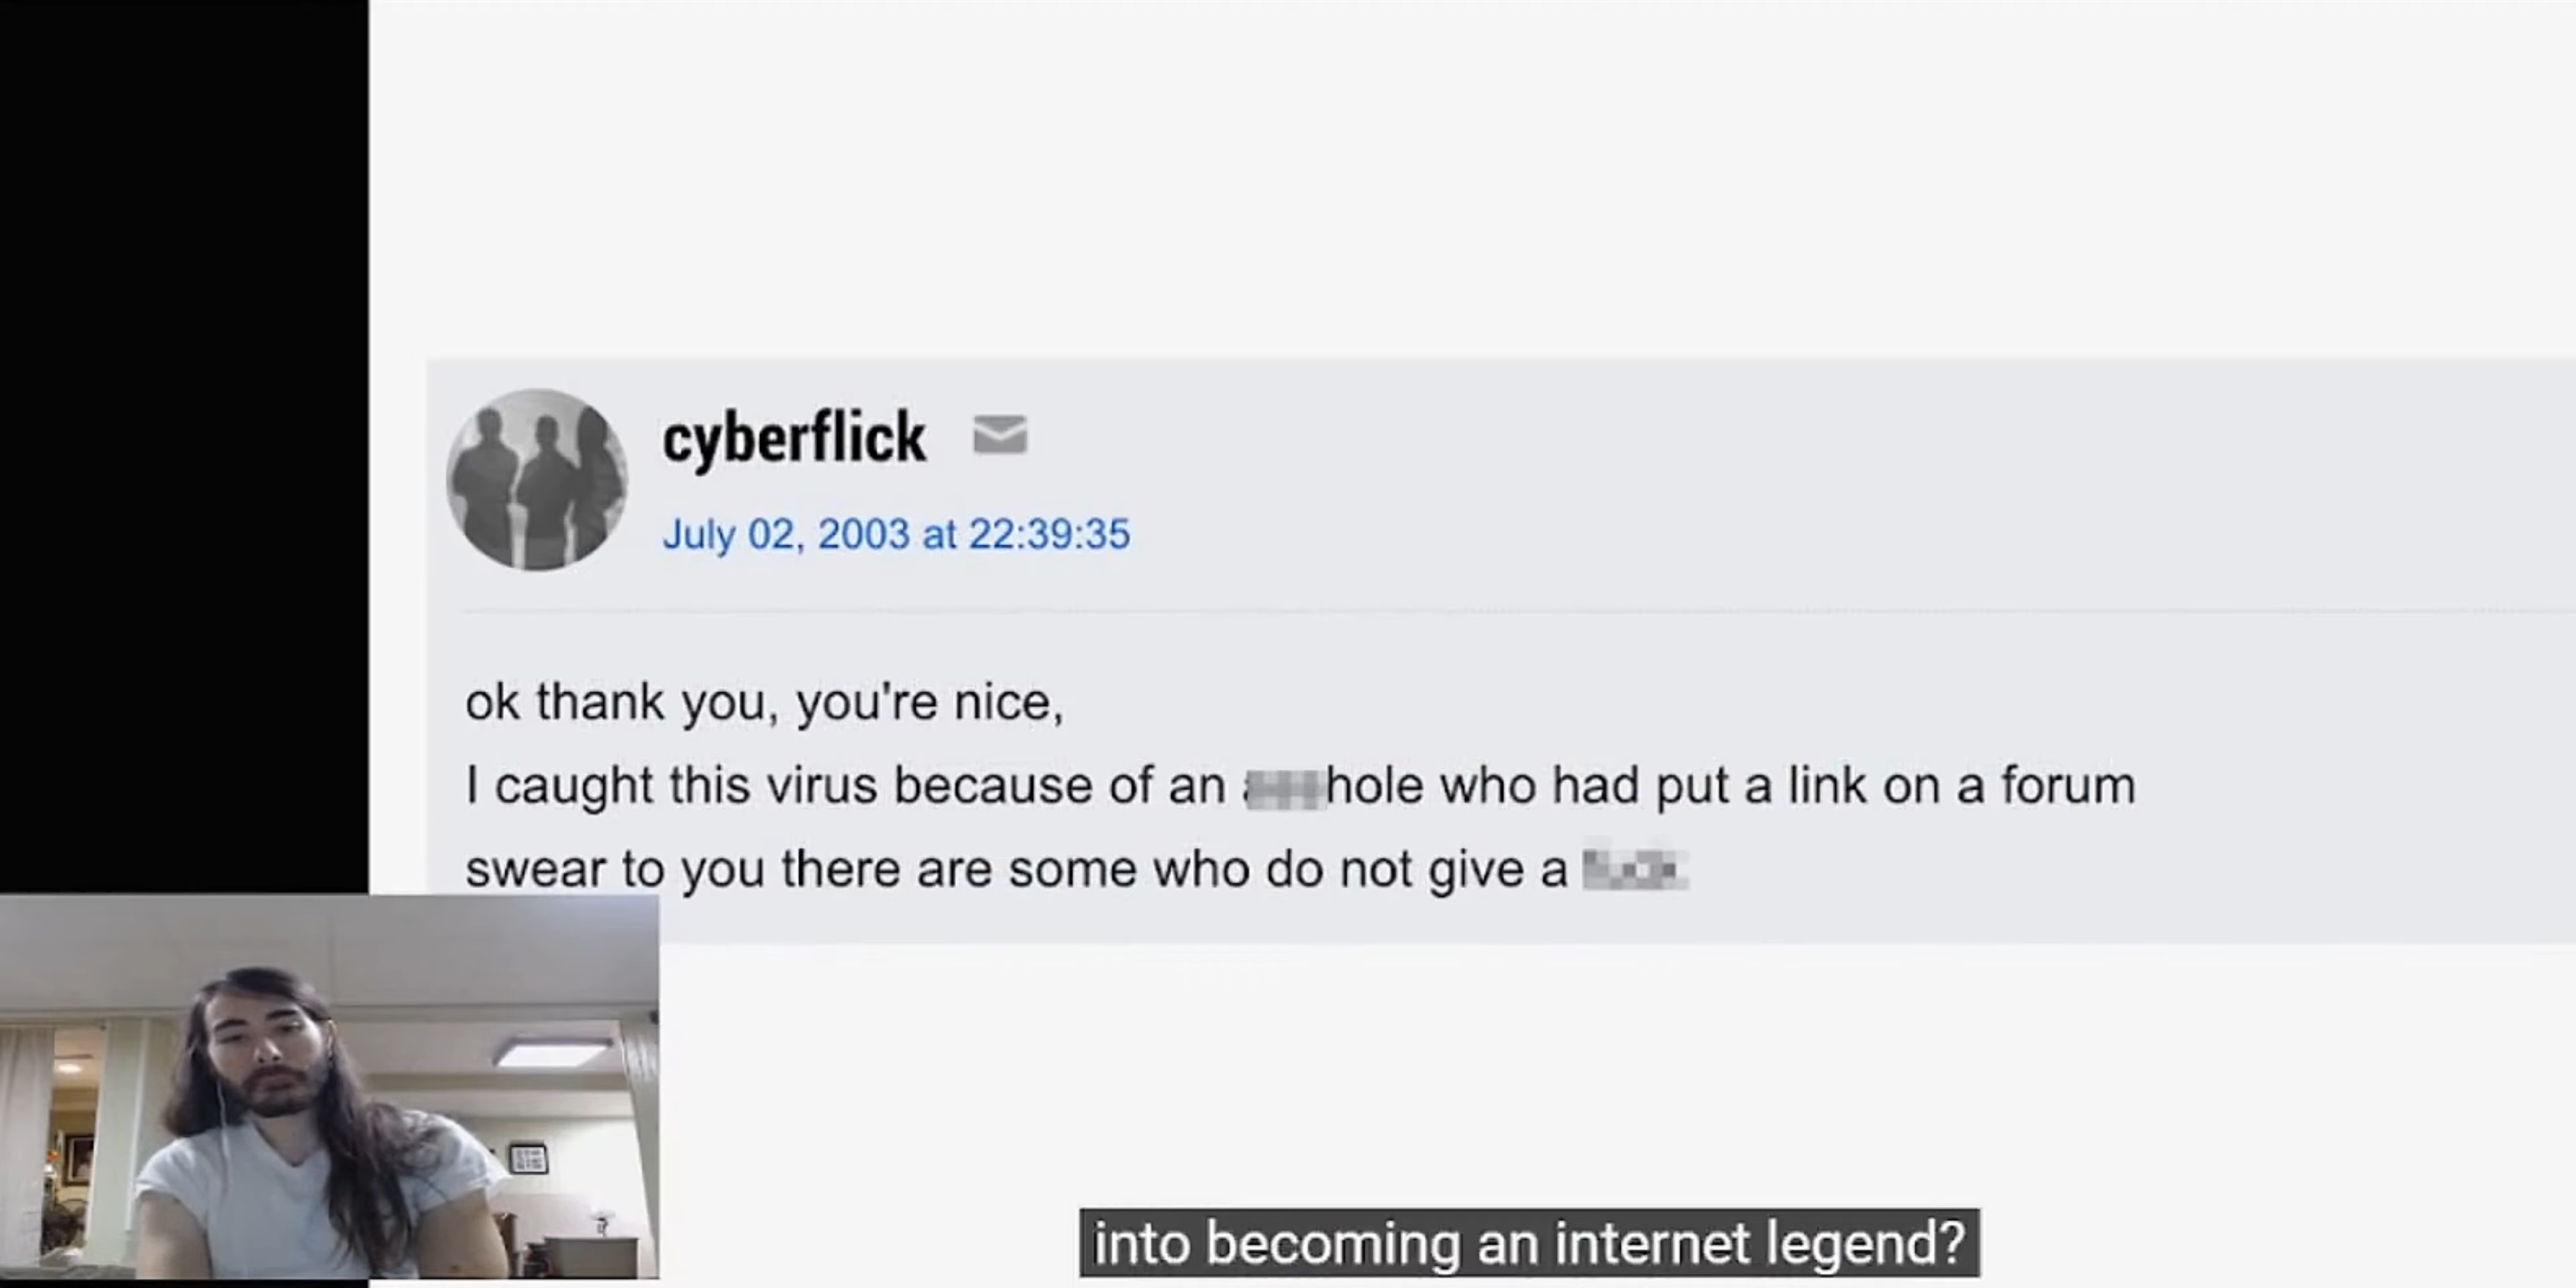 cyberflick
July 02, 2003 at 22:39:35
ok thank you, you're nice,
I caught this virus because of an hole who had put a link on a forum
swear to you there are some who do not give a
into becoming an internet legend?